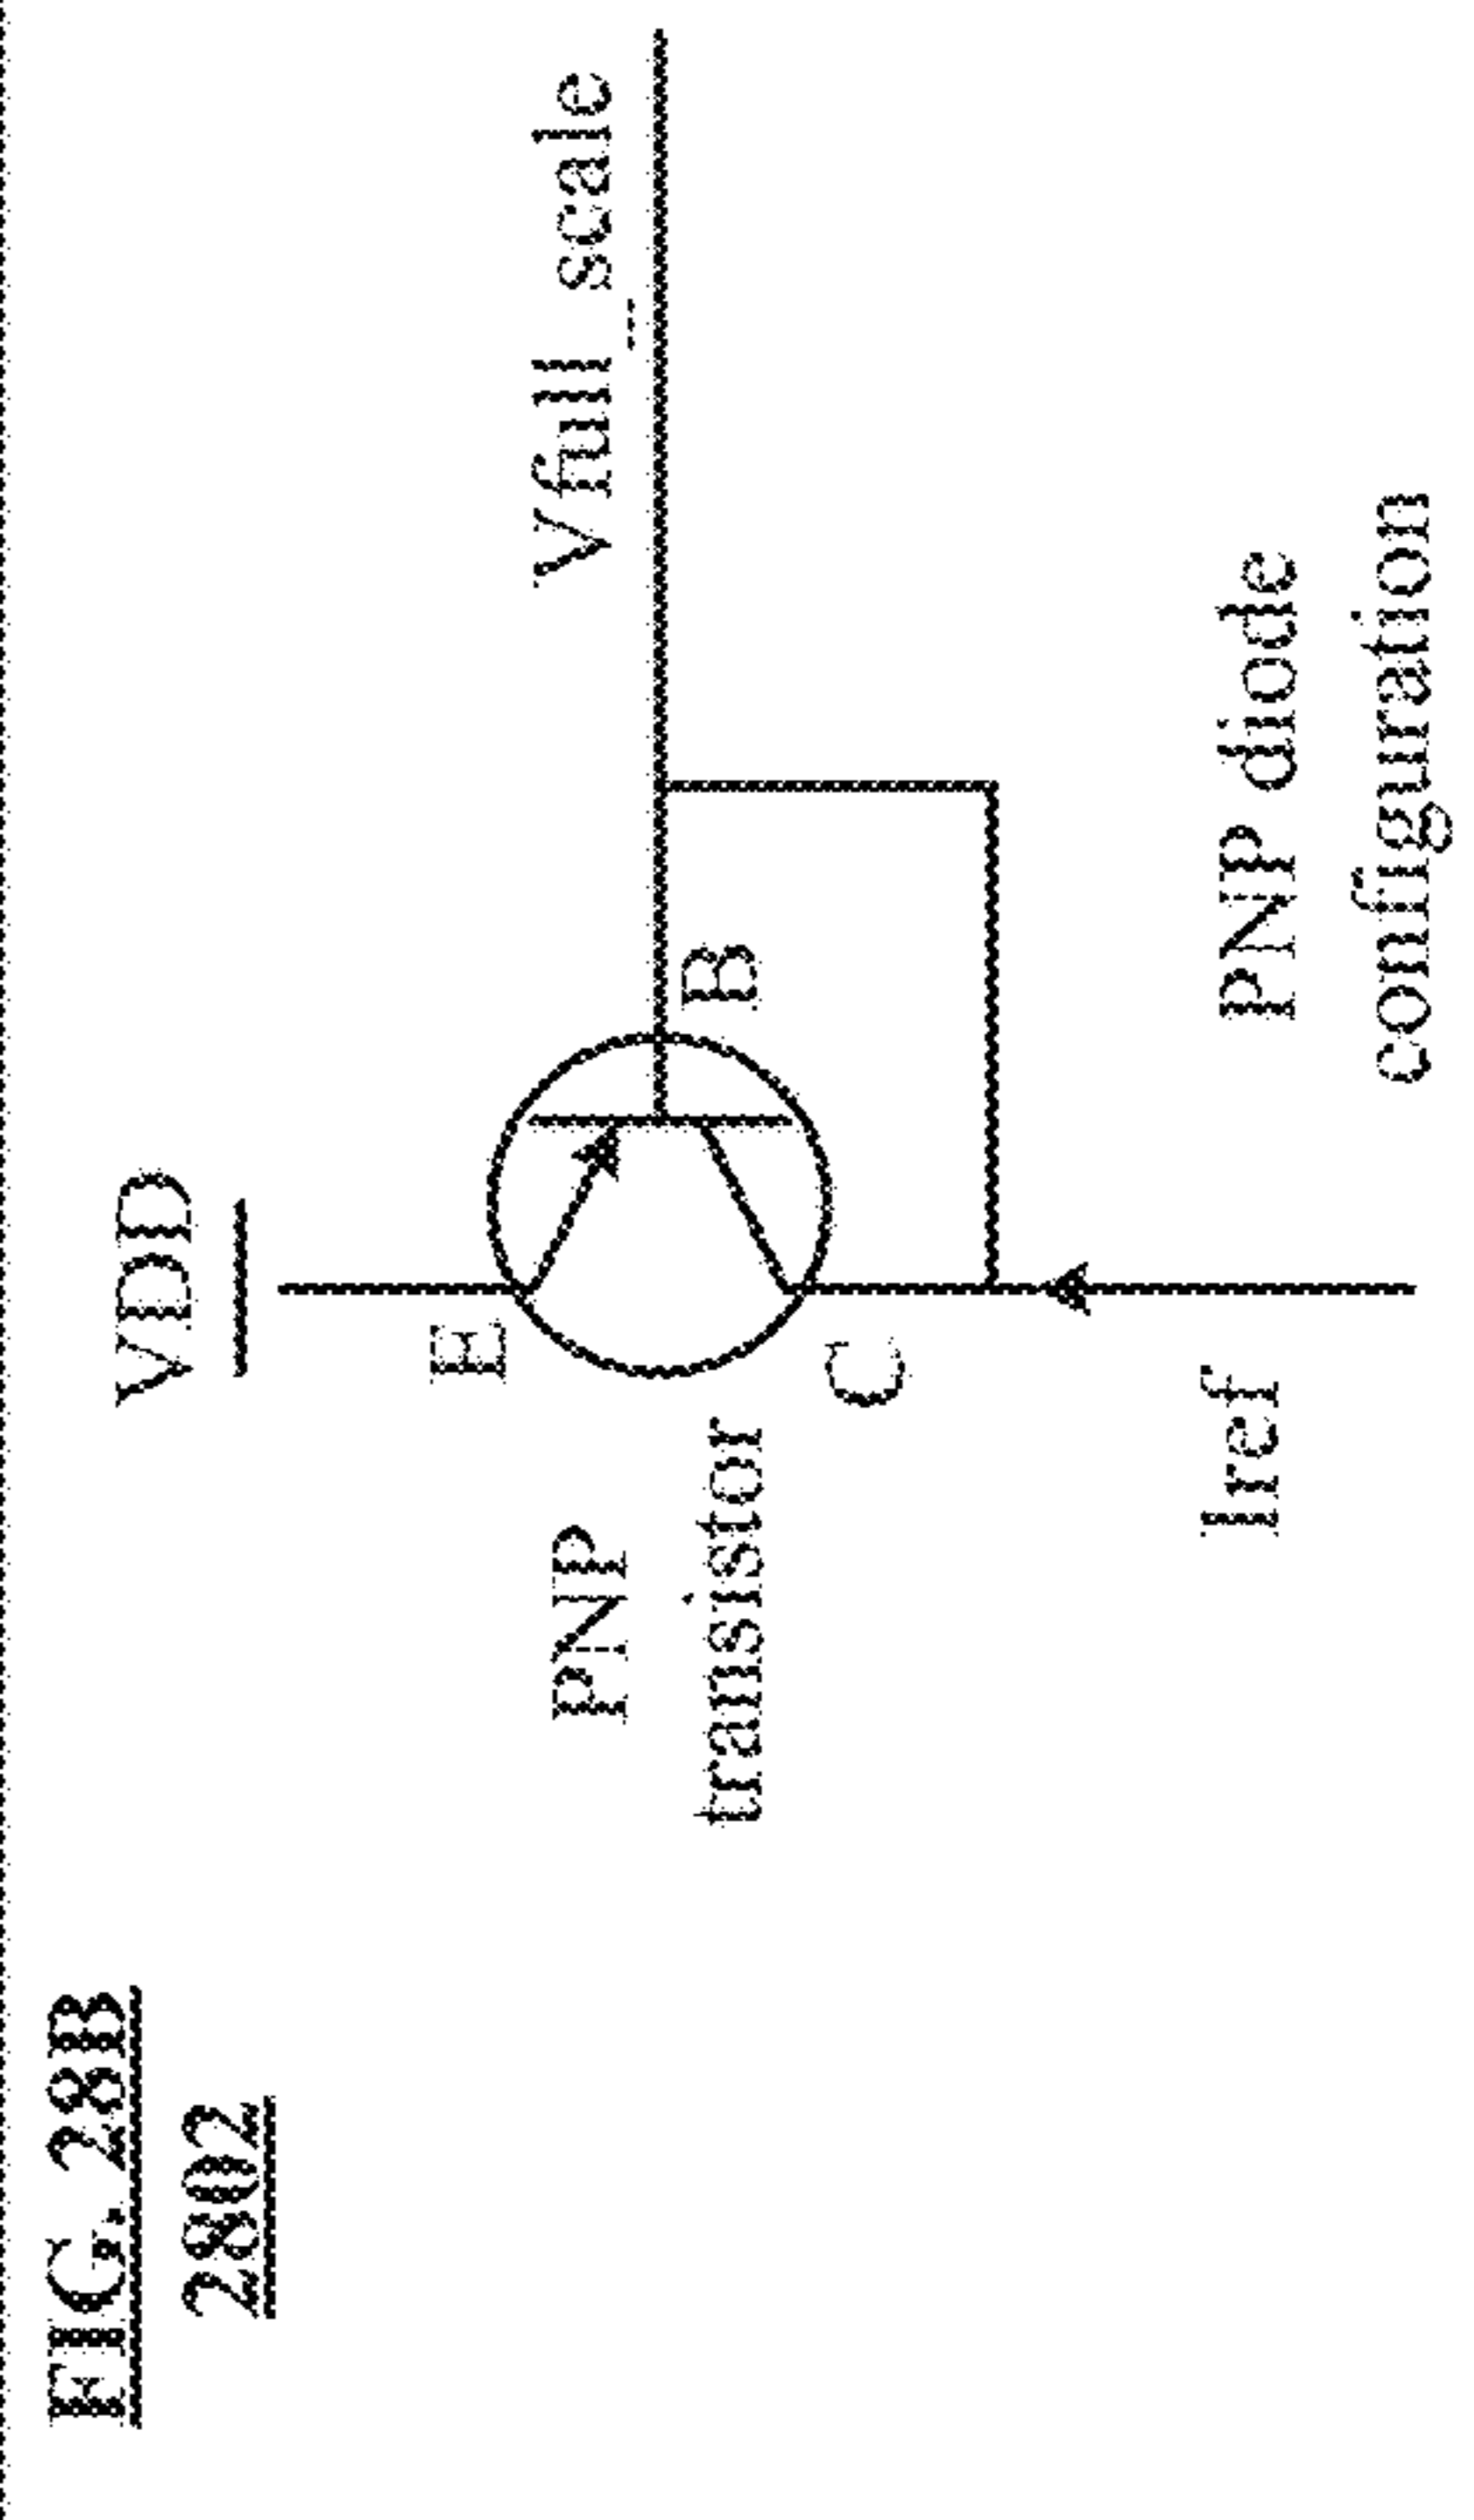 FIG. 28B
2802
VDD
E
PNP
transistor
Vfull_scale
B
C
Iref
PNP diode
configuration